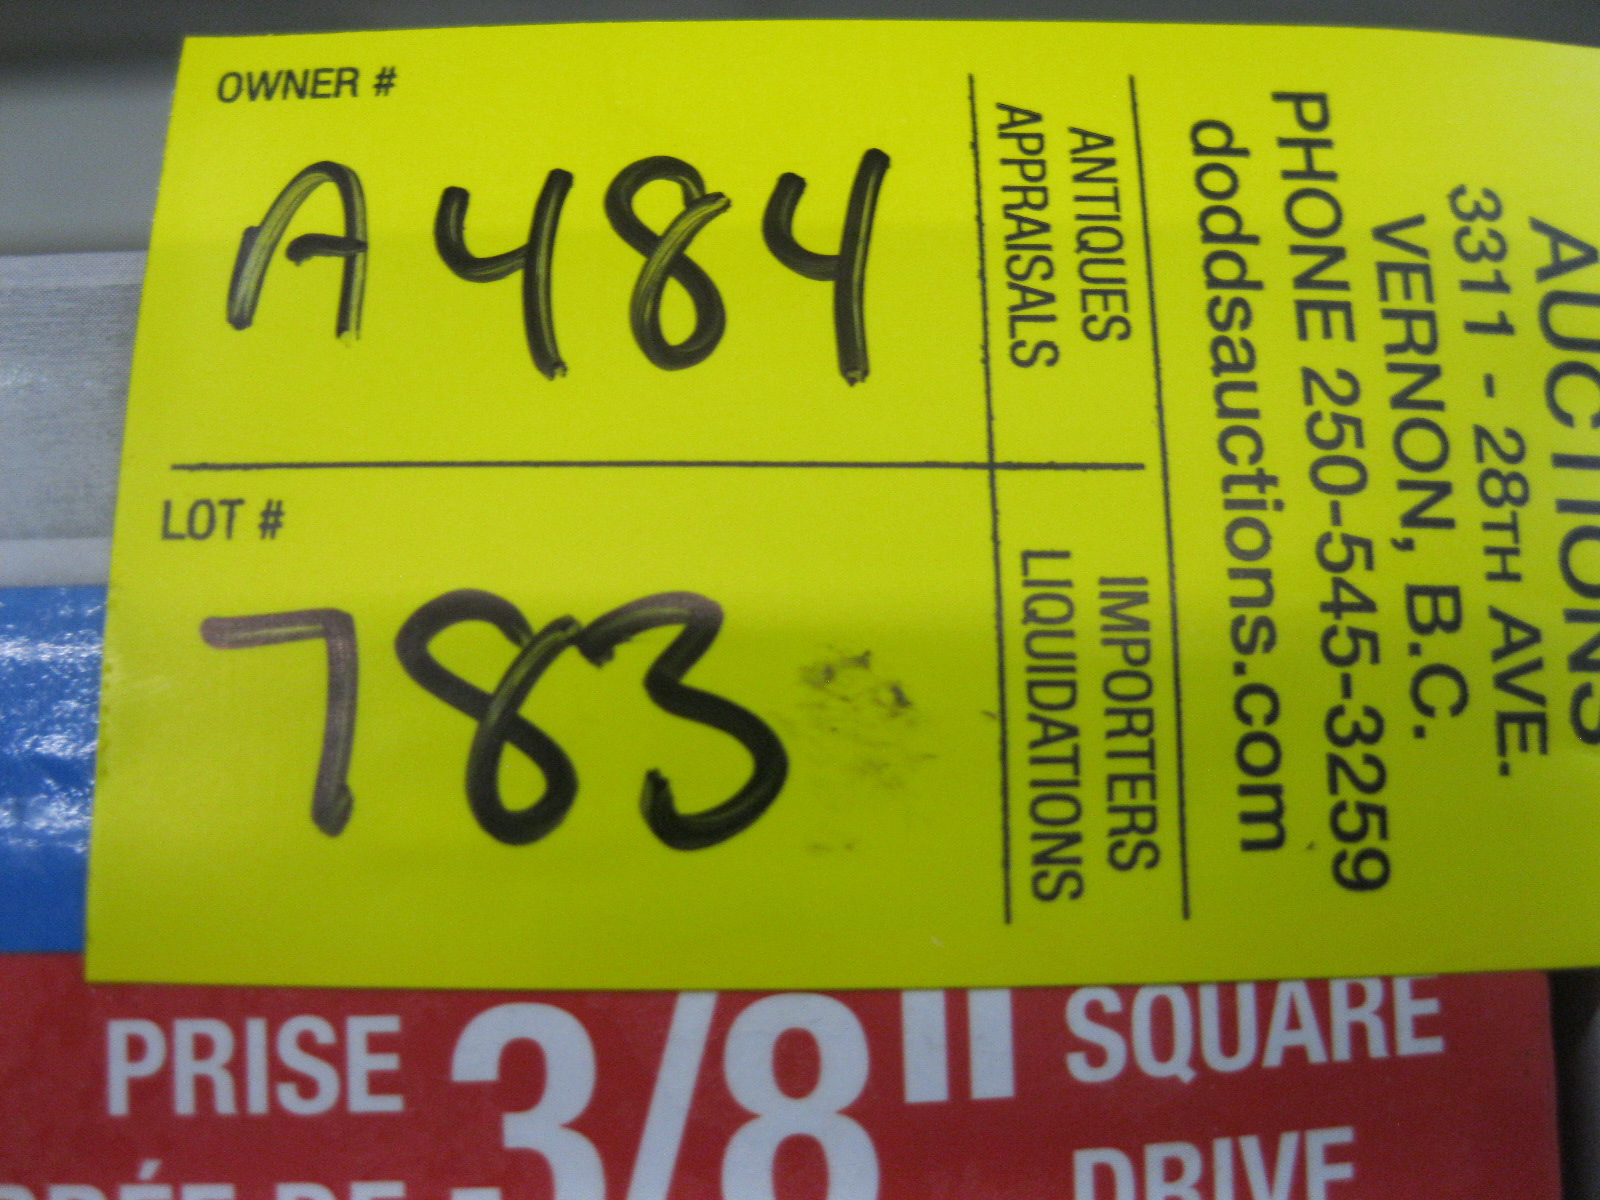 OWNER #
A484
LOT #
783
ANTIQUES
APPRAISALS
IMPORTERS
LIQUIDATIONS
AUCTIONS
3311 - 28TH AVE.
VERNON, B.C.
PHONE 250-545-3259
doddsauctions.com
PRISE 3/8" SQUARE
DE DRIVE